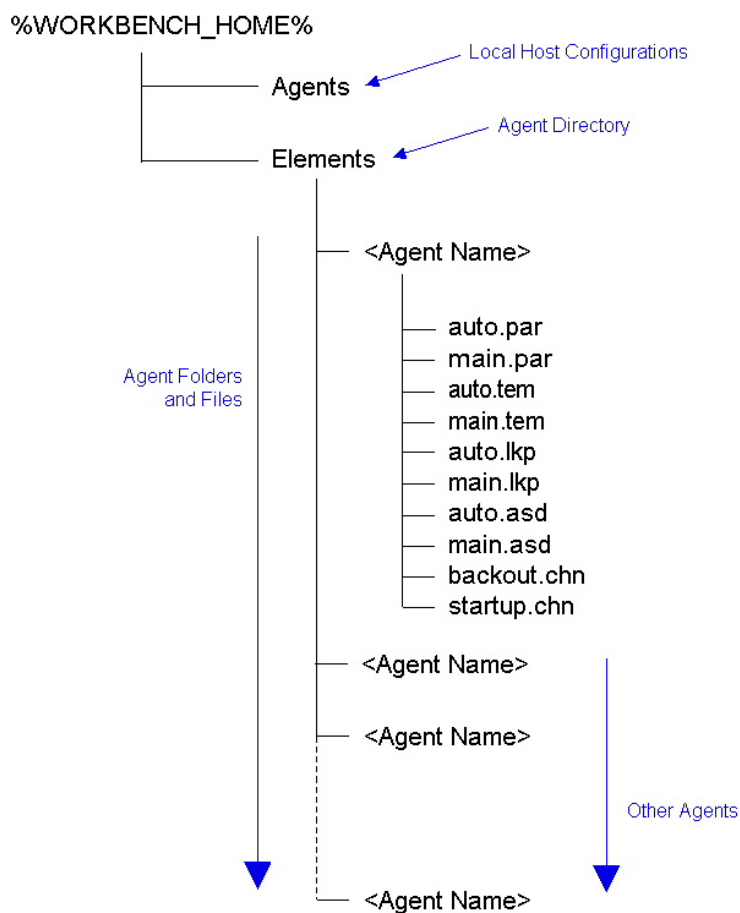 %WORKBENCH_HOME%
Local Host Configurations
Agents
Agent Directory
Elements
<Agent Name>
auto.par
main.par
Agent Folders
and Files
auto.tem
main.tem
auto.lkp
main.lkp
auto.asd
main.asd
backout.chn
startup.chn
<Agent Name>
<Agent Name>
Other Agents
<Agent Name>